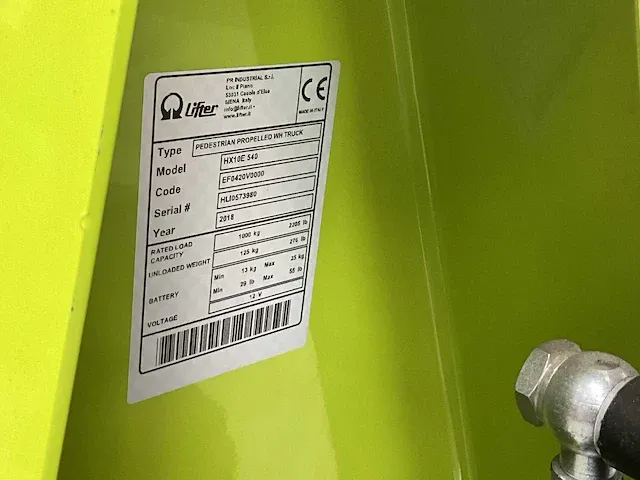 PR INDUSTRIAL S.r.l.
Loc.Il Piano
53031 Casole d'Elsa
SIENA Italy
info@lifter.it -
www.lifter.it
Lifter
CE
MADE IN ITALY
Type PEDESTRIAN PROPELLED WH TRUCK
Model HX10E 540
Code EF0420V0000
Serial # HLI0573980
Year 2018
RATED LOAD CAPACITY 1000 kg 2205 lb
UNLOADED WEIGHT 125 kg 276 lb
BATTERY Min 13 kg Max 25 kg
Min 29 lb Max 55 lb
VOLTAGE 12 V